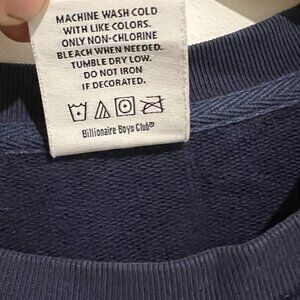 MACHINE WASH COLD
WITH LIKE COLORS.
ONLY NON-CHLORINE
BLEACH WHEN NEEDED.
TUMBLE DRY LOW.
DO NOT IRON
IF DECORATED.
Billionaire Boys Club®